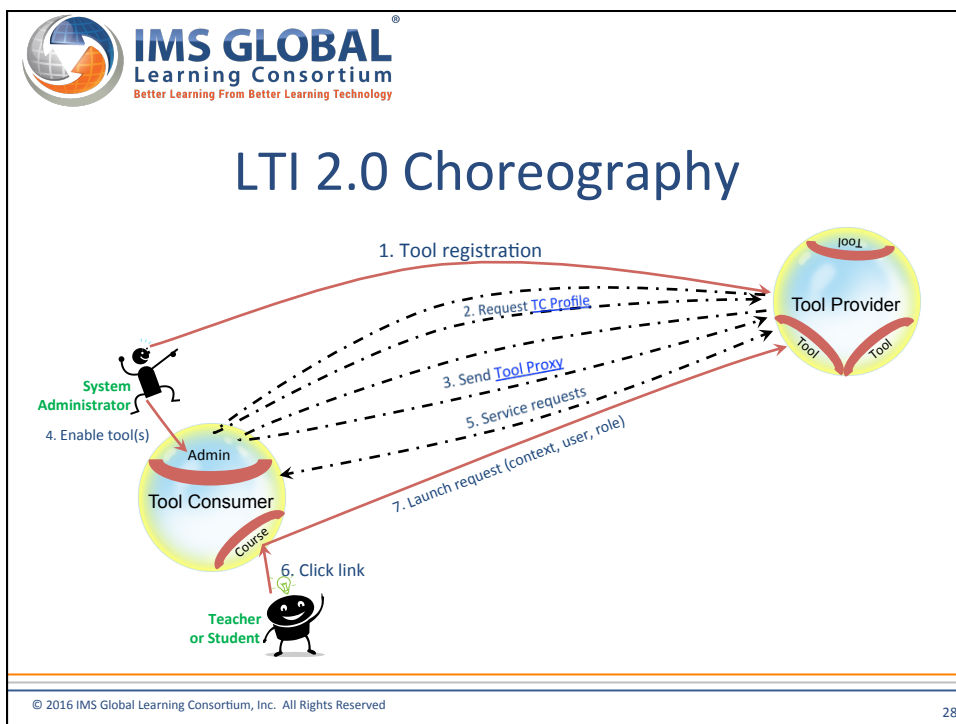 IMS GLOBAL®
Learning Consortium
Better Learning From Better Learning Technology
LTI 2.0 Choreography
1. Tool registration
Tool
Tool Provider
Tool
Tool
2. Request TC Profile
3. Send Tool Proxy
System
Administrator
4. Enable tool(s)
5. Service requests
Admin
Tool Consumer
Course
7. Launch request (context, user, role)
6. Click link
Teacher
or Student
© 2016 IMS Global Learning Consortium, Inc. All Rights Reserved
28